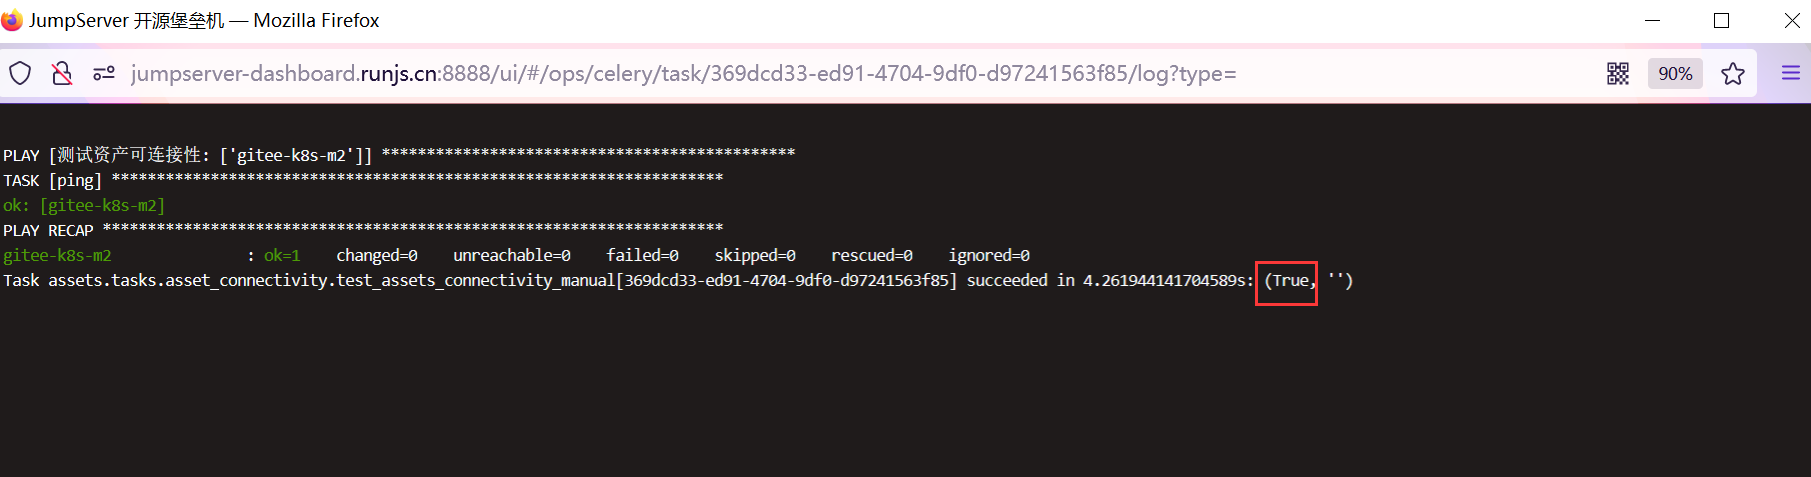 JumpServer 开源堡垒机 — Mozilla Firefox
jumpserver-dashboard.runjs.cn:8888/ui/#/ops/celery/task/369dcd33-ed91-4704-9df0-d97241563f85/log?type=
90%
PLAY [测试资产可连接性: ['gitee-k8s-m2']] **********************************************
TASK [ping] ********************************************************************
ok: [gitee-k8s-m2]
PLAY RECAP *********************************************************************
gitee-k8s-m2 : ok=1 changed=0 unreachable=0 failed=0 skipped=0 rescued=0 ignored=0
Task assets.tasks.asset_connectivity.test_assets_connectivity_manual[369dcd33-ed91-4704-9df0-d97241563f85] succeeded in 4.261944141704589s: (True, '')